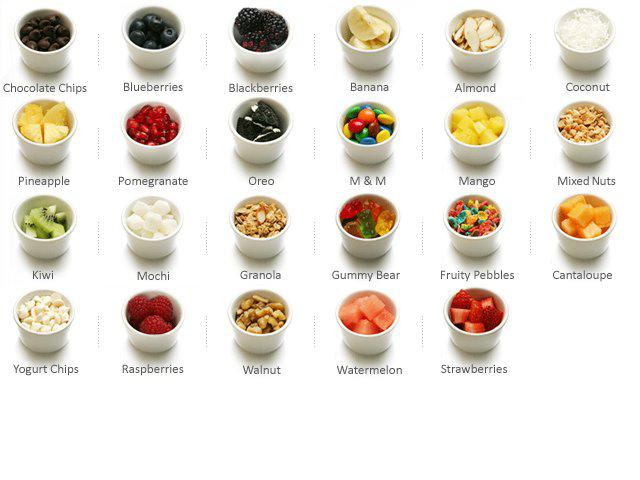 Chocolate Chips
Blueberries
Blackberries
Banana
Almond
Coconut
Pineapple
Pomegranate
Oreo
M & M
Mango
Mixed Nuts
Kiwi
Mochi
Granola
Gummy Bear
Fruity Pebbles
Cantaloupe
Yogurt Chips
Raspberries
Walnut
Watermelon
Strawberries